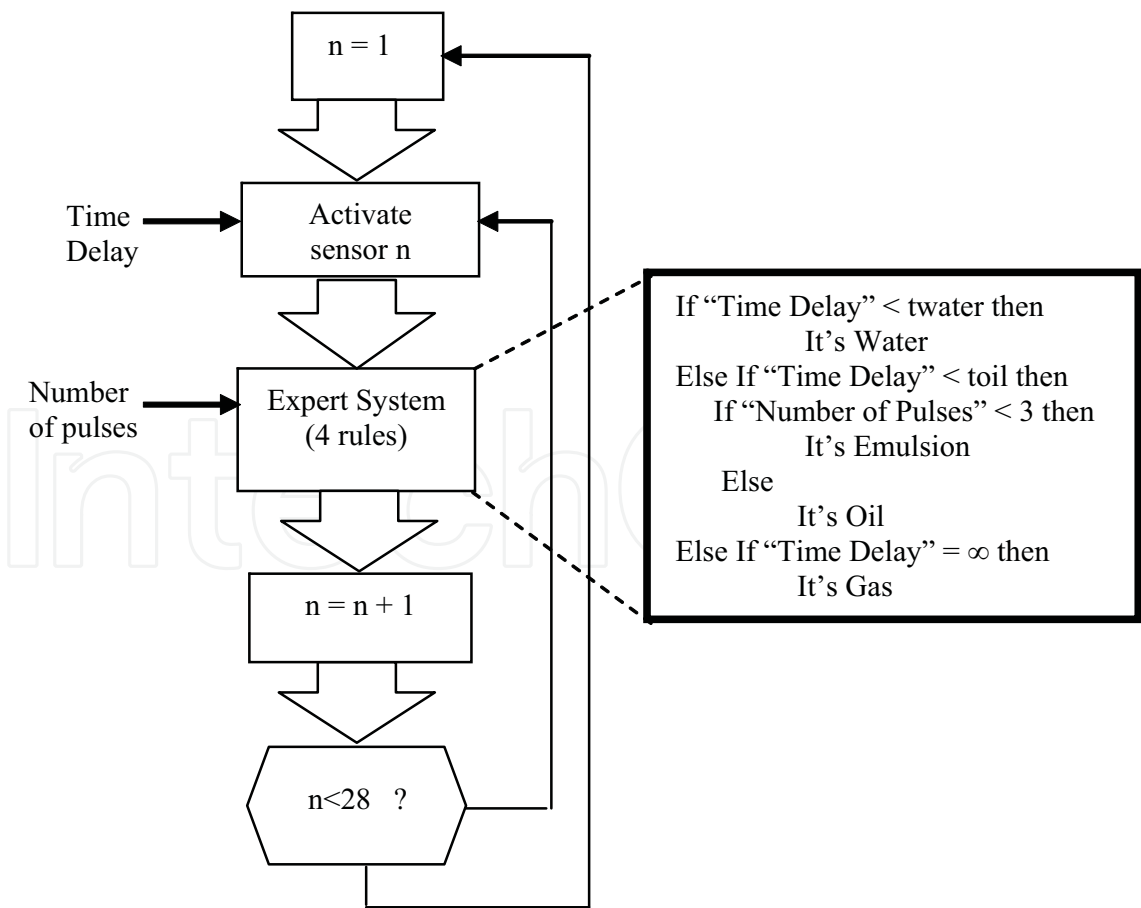 n = 1
Time
Delay
Activate
sensor n
Number
of pulses
Expert System
(4 rules)
If “Time Delay” < twater then
It’s Water
Else If “Time Delay” < toil then
If “Number of Pulses” < 3 then
It’s Emulsion
Else
It’s Oil
Else If “Time Delay” = ∞ then
It’s Gas
n = n + 1
n<28 ?